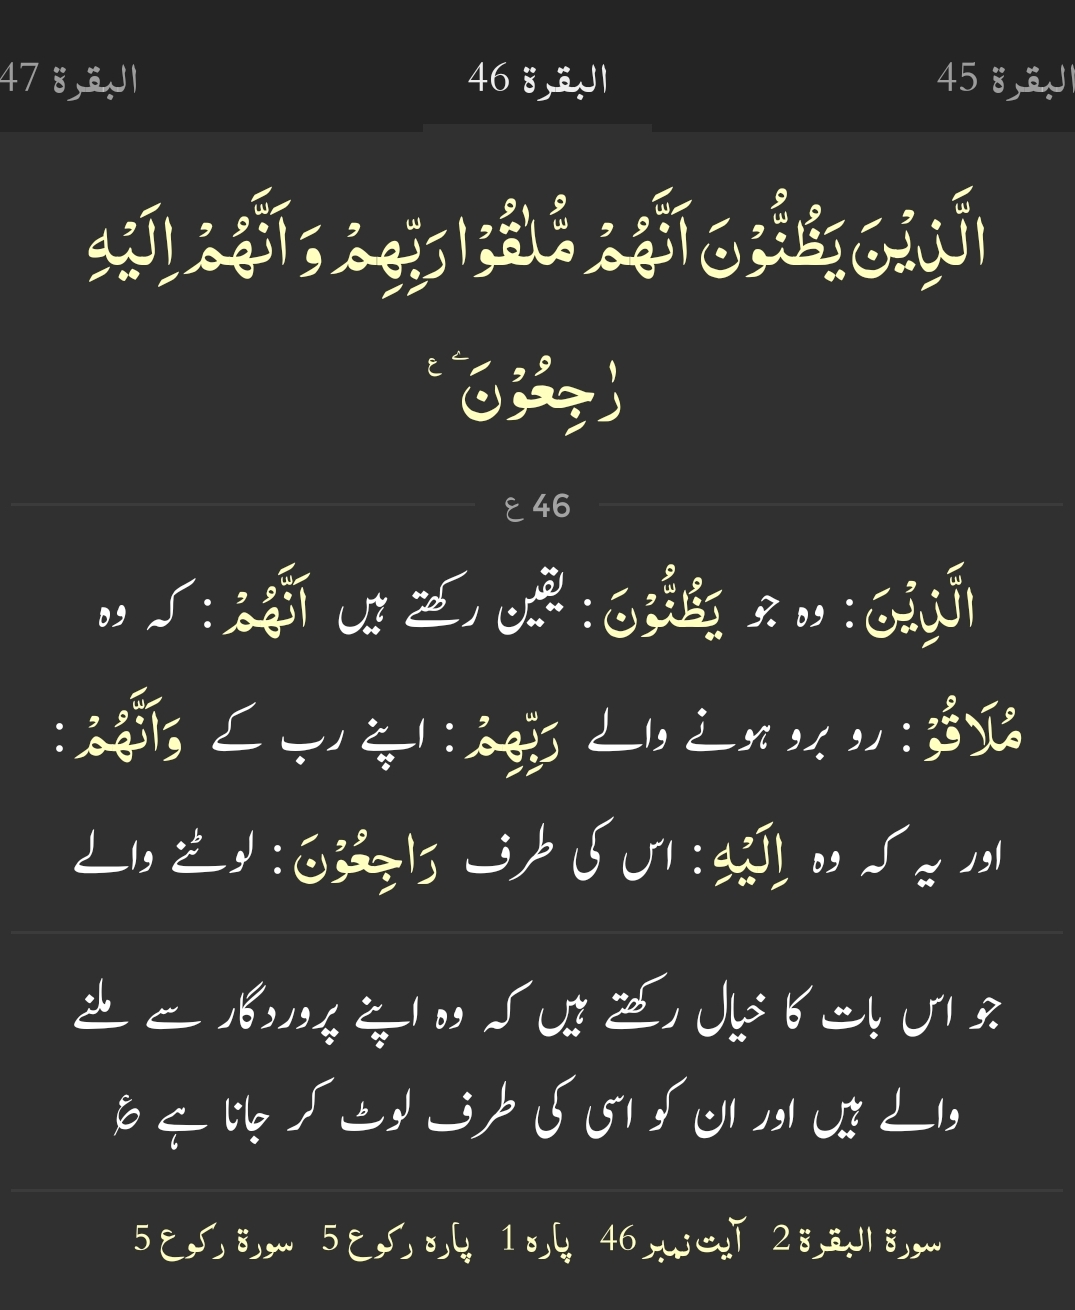 البقرة 45 البقرة 46 البقرة 47
الَّذِيۡنَ يَظُنُّوۡنَ اَنَّهُمۡ مُّلٰقُوۡا رَبِّهِمۡ وَ اَنَّهُمۡ اِلَيۡهِ
رٰجِعُوۡنَ ۓ ع
46 ع
الَّذِيْنَ : وہ جو يَظُنُّوْنَ : یقین رکھتے ہیں اَنَّهُمْ : کہ وہ
مُلَاقُوْ : رو برو ہونے والے رَبِّهِمْ : اپنے رب کے وَاَنَّهُمْ :
اور یہ کہ وہ اِلَيْهِ : اس کی طرف رَاجِعُوْنَ : لوٹنے والے
جو اس بات کا خیال رکھتے ہیں کہ وہ اپنے پروردگار سے ملنے
والے ہیں اور ان کو اسی کی طرف لوٹ کر جانا ہے ؏
سورۃ البقرۃ 2 آیت نمبر 46 پارہ 1 پارہ رکوع 5 سورۃ رکوع 5